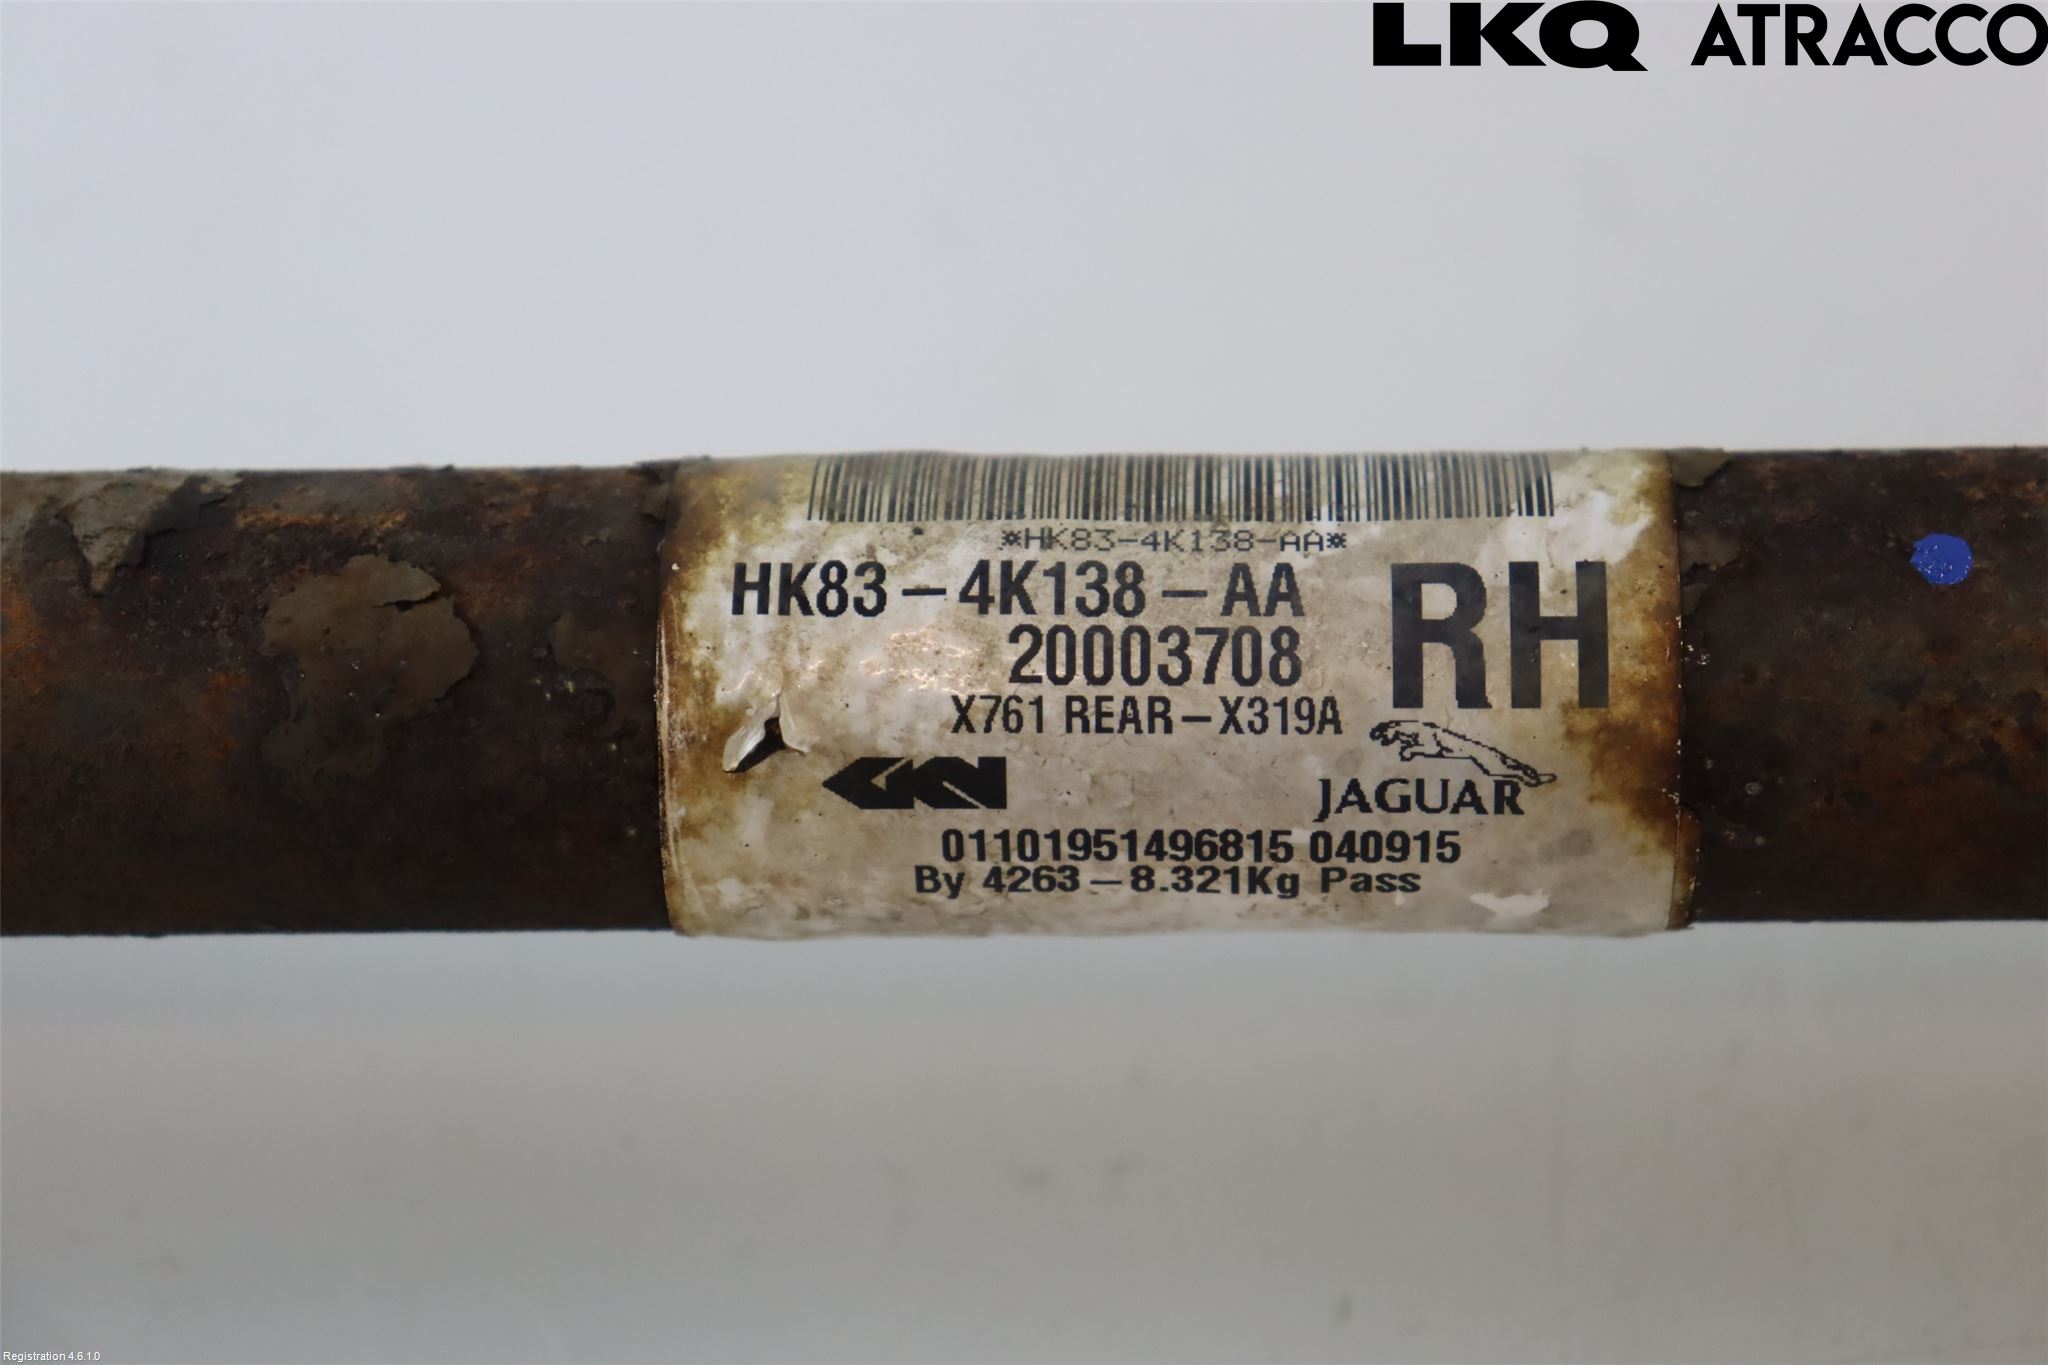 LKQ ATRACCO
*HK83-4K138-AA*
HK83-4K138-AA
RH
20003708
X761 REAR-X319A
GKN
JAGUAR
01101951496815 040915
By 4263-8.321Kg Pass
Registration 4.6.1.0